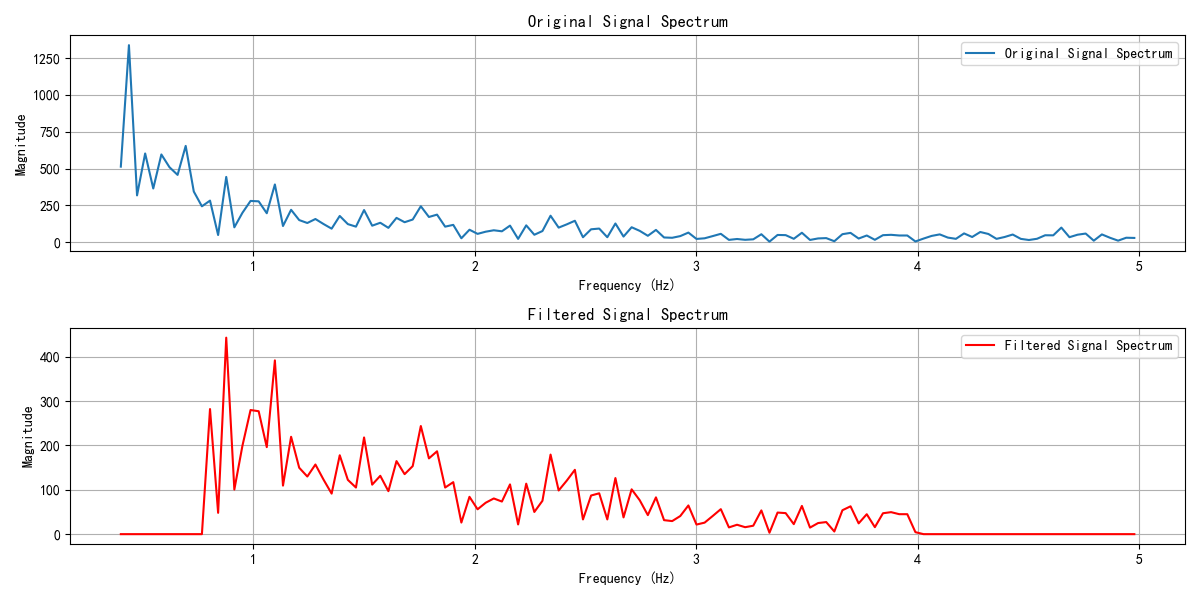 Original Signal Spectrum
Original Signal Spectrum
Magnitude
1250
1000
750
500
250
0
1 2 3 4 5
Frequency (Hz)
Filtered Signal Spectrum
Filtered Signal Spectrum
Magnitude
400
300
200
100
0
1 2 3 4 5
Frequency (Hz)